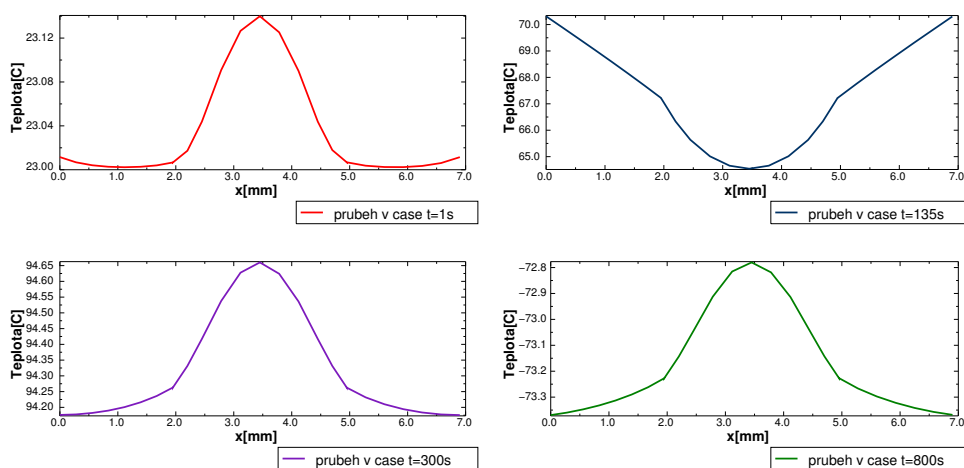 Teplota[C]
23.12
23.08
23.04
23.00
0.0 1.0 2.0 3.0 4.0 5.0 6.0 7.0
x[mm]
prubeh v case t=1s
Teplota[C]
70.0
69.0
68.0
67.0
66.0
65.0
0.0 1.0 2.0 3.0 4.0 5.0 6.0 7.0
x[mm]
prubeh v case t=135s
Teplota[C]
94.65
94.60
94.55
94.50
94.45
94.40
94.35
94.30
94.25
94.20
0.0 1.0 2.0 3.0 4.0 5.0 6.0 7.0
x[mm]
prubeh v case t=300s
Teplota[C]
−72.8
−72.9
−73.0
−73.1
−73.2
−73.3
0.0 1.0 2.0 3.0 4.0 5.0 6.0 7.0
x[mm]
prubeh v case t=800s